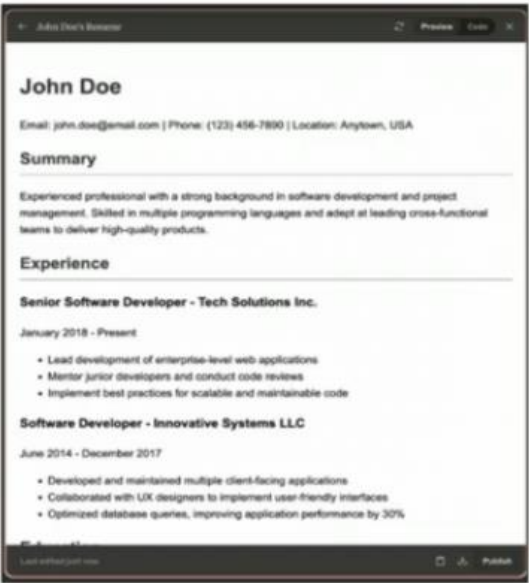 John Doe's Resume
Preview Code
John Doe
Email: john.doe@email.com | Phone: (123) 456-7890 | Location: Anytown, USA
Summary
Experienced professional with a strong background in software development and project
management. Skilled in multiple programming languages and adept at leading cross-functional
teams to deliver high-quality products.
Experience
Senior Software Developer - Tech Solutions Inc.
January 2018 - Present
• Lead development of enterprise-level web applications
• Mentor junior developers and conduct code reviews
• Implement best practices for scalable and maintainable code
Software Developer - Innovative Systems LLC
June 2014 - December 2017
• Developed and maintained multiple client-facing applications
• Collaborated with UX designers to implement user-friendly interfaces
• Optimized database queries, improving application performance by 30%
Education
Last edited just now
Publish